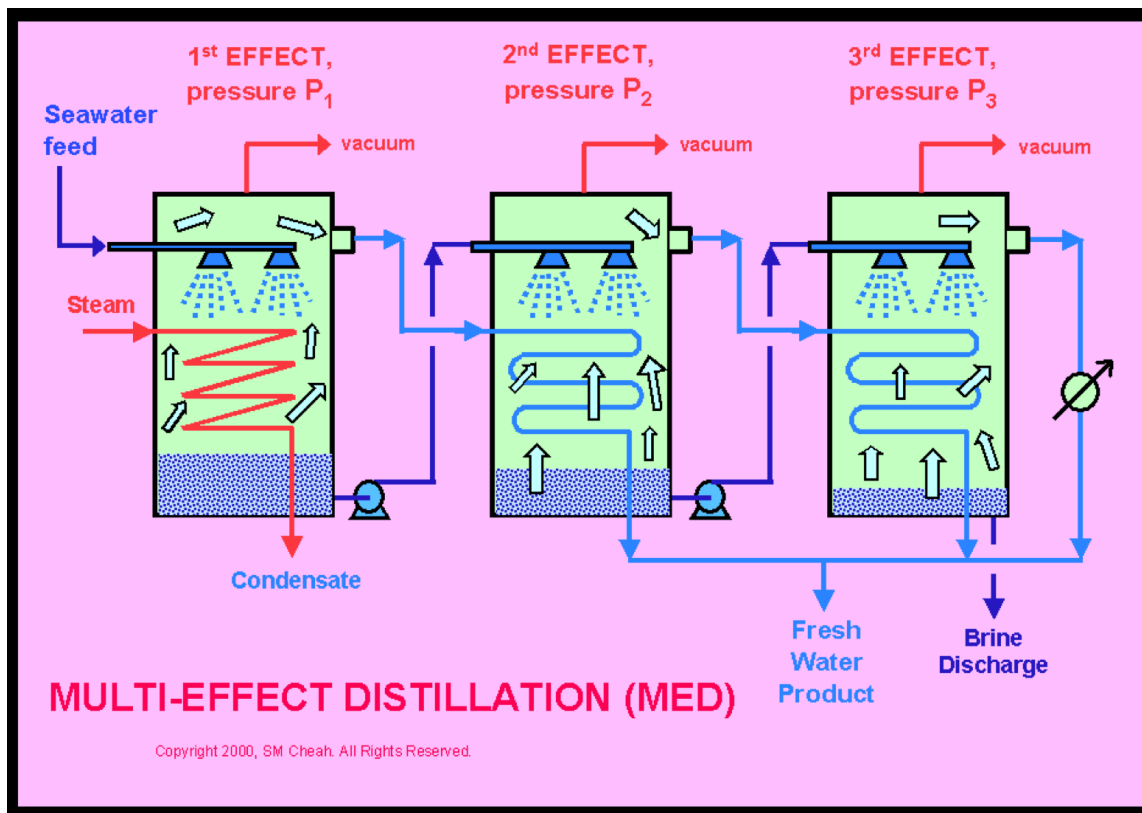 1st EFFECT,
pressure P1
2nd EFFECT,
pressure P2
3rd EFFECT,
pressure P3
Seawater
feed
vacuum
vacuum
vacuum
Steam
Condensate
Fresh
Water
Product
Brine
Discharge
MULTI-EFFECT DISTILLATION (MED)
Copyright 2000, SM Cheah. All Rights Reserved.